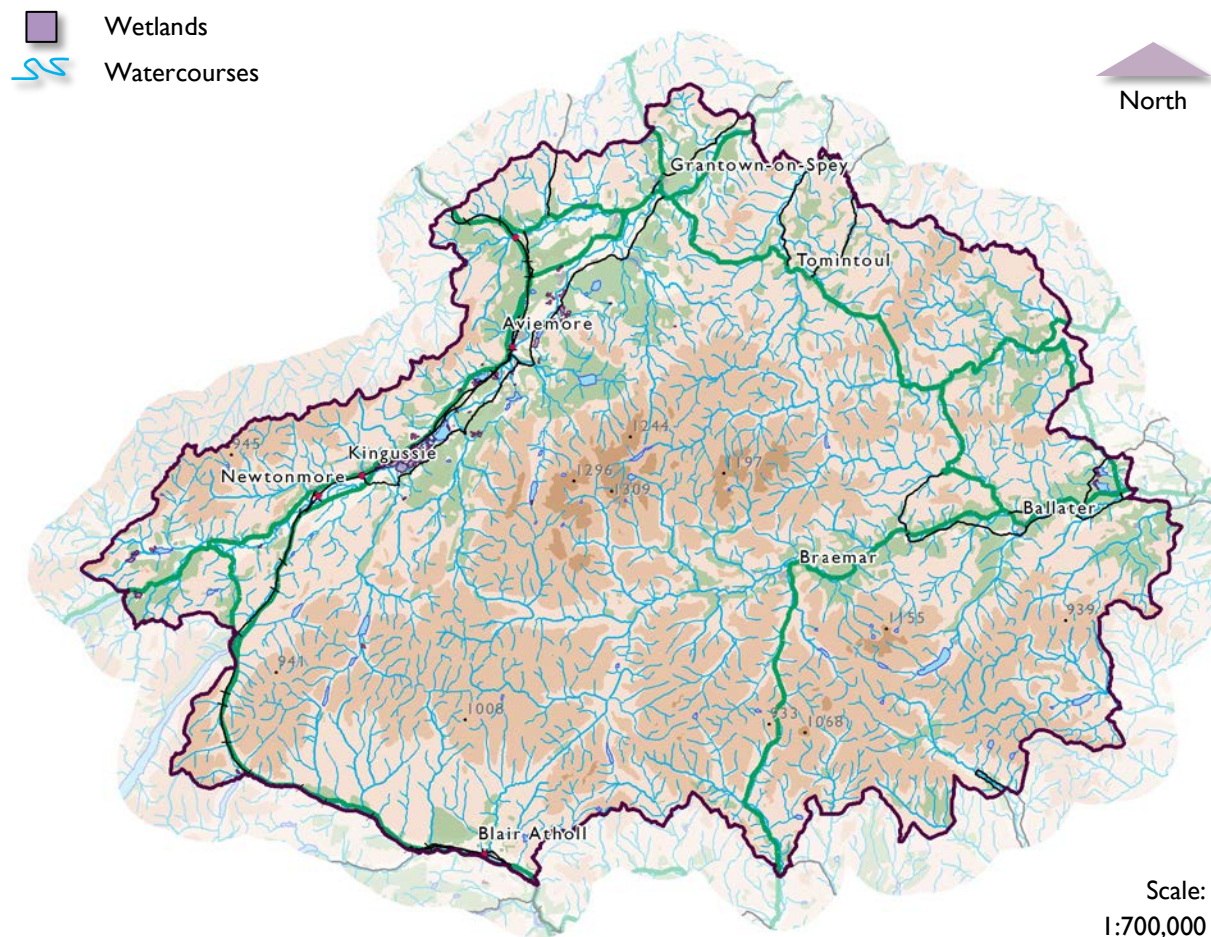 Wetlands
Watercourses
North
Grantown-on-Spey
Tomintoul
Aviemore
1244
945
Kingussie
1197
1296
Newtonmore
1309
Ballater
Braemar
939
1155
941
1008
933
1068
Blair Atholl
Scale:
1:700,000